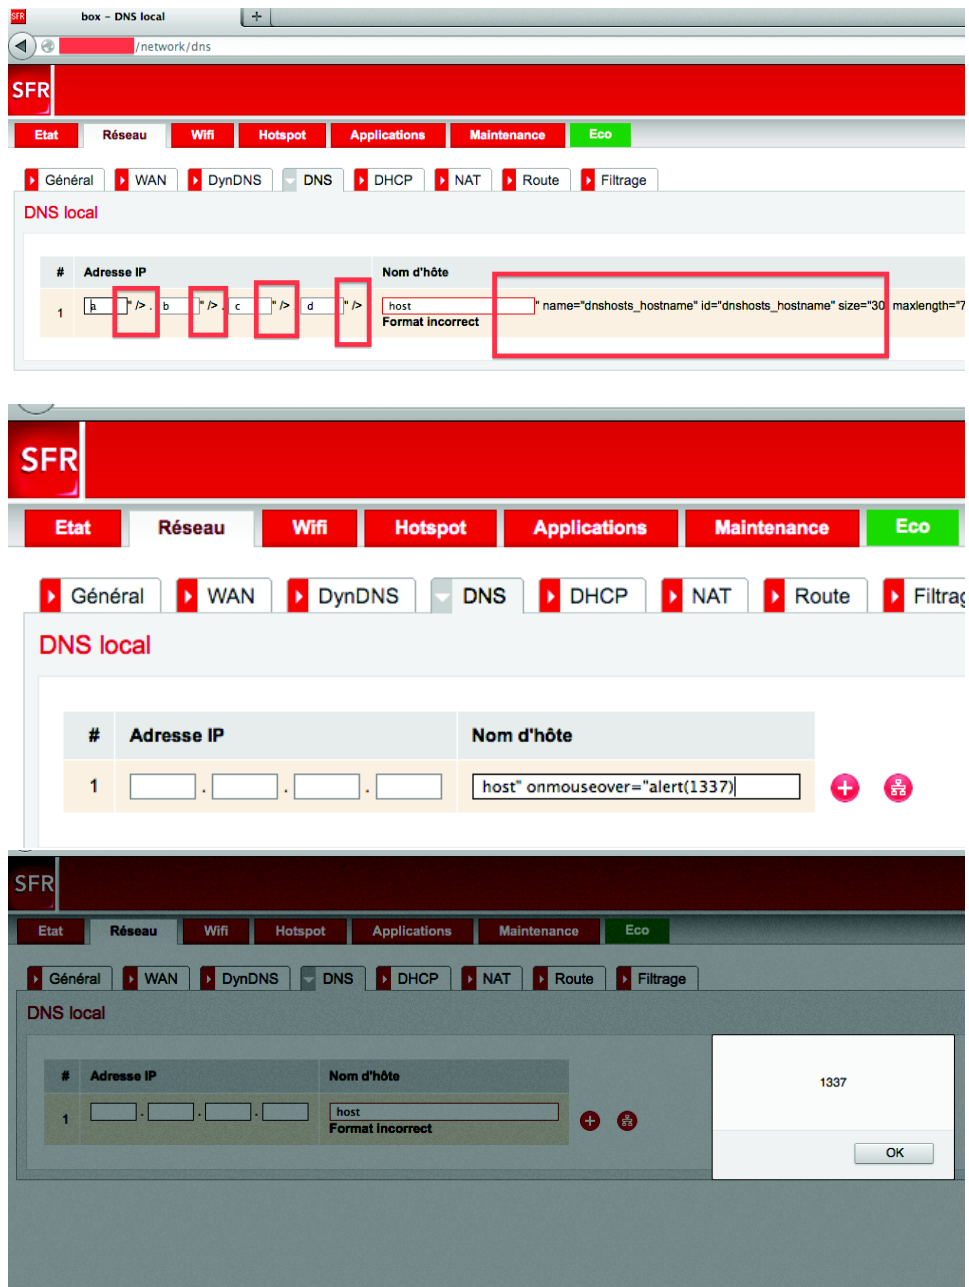 SFR
box - DNS local
/network/dns
SFR
Etat Réseau Wifi Hotspot Applications Maintenance Eco
Général WAN DynDNS DNS DHCP NAT Route Filtrage
DNS local
# Adresse IP Nom d'hôte
1 a " /> . b " /> . c " /> . d " /> host " name="dnshosts_hostname" id="dnshosts_hostname" size="30 maxlength="7
Format incorrect
SFR
Etat Réseau Wifi Hotspot Applications Maintenance Eco
Général WAN DynDNS DNS DHCP NAT Route Filtrag
DNS local
# Adresse IP Nom d'hôte
1 . . . host" onmouseover="alert(1337)
SFR
Etat Réseau Wifi Hotspot Applications Maintenance Eco
Général WAN DynDNS DNS DHCP NAT Route Filtrage
DNS local
# Adresse IP Nom d'hôte
1 . . . host
Format incorrect
1337
OK